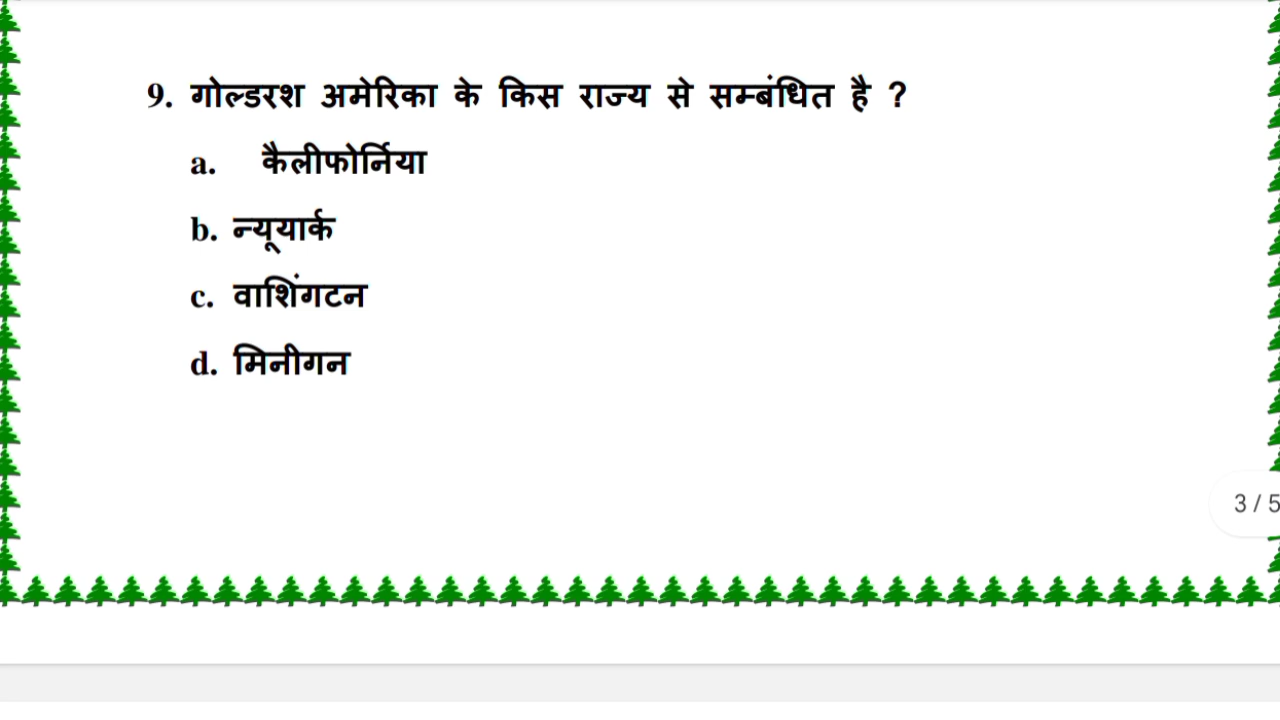 9. गोल्डरश अमेरिका के किस राज्य से सम्बंधित है ?
a. कैलीफोर्निया
b. न्यूयार्क
c. वाशिंगटन
d. मिनीगन
3 / 5